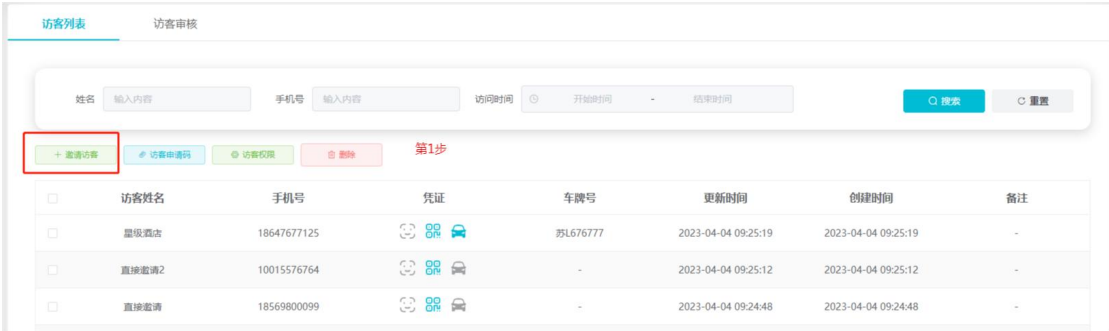 访客列表 访客审核
姓名 输入内容 手机号 输入内容 访问时间 开始时间 - 结束时间 搜索 重置
+ 邀请访客 访客申请码 访客权限 删除 第1步
访客姓名 手机号 凭证 车牌号 更新时间 创建时间 备注
星级酒店 18647677125 苏L676777 2023-04-04 09:25:19 2023-04-04 09:25:19 -
直接邀请2 10015576764 - 2023-04-04 09:25:12 2023-04-04 09:25:12 -
直接邀请 18569800099 - 2023-04-04 09:24:48 2023-04-04 09:24:48 -